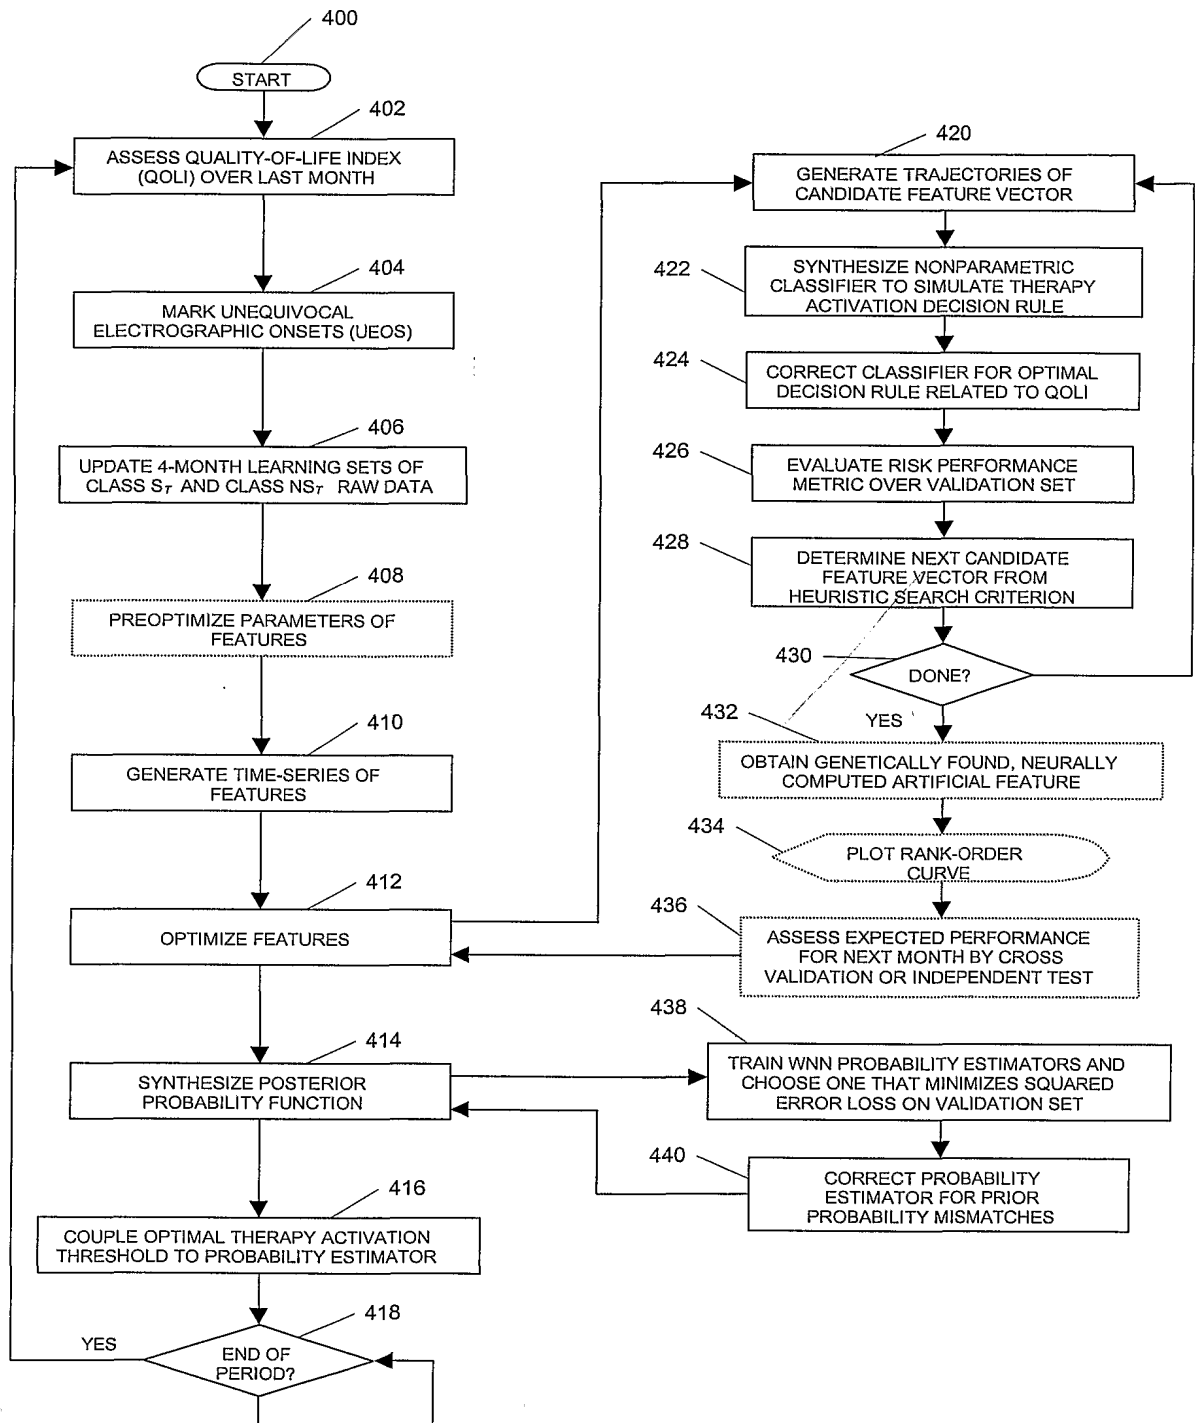 400
START
402
ASSESS QUALITY-OF-LIFE INDEX
(QOLI) OVER LAST MONTH
404
MARK UNEQUIVOCAL
ELECTROGRAPHIC ONSETS (UEOS)
406
UPDATE 4-MONTH LEARNING SETS OF
CLASS ST AND CLASS NST RAW DATA
408
PREOPTIMIZE PARAMETERS OF
FEATURES
410
GENERATE TIME-SERIES OF
FEATURES
412
OPTIMIZE FEATURES
414
SYNTHESIZE POSTERIOR
PROBABILITY FUNCTION
416
COUPLE OPTIMAL THERAPY ACTIVATION
THRESHOLD TO PROBABILITY ESTIMATOR
418
YES
END OF
PERIOD?
420
GENERATE TRAJECTORIES OF
CANDIDATE FEATURE VECTOR
422
SYNTHESIZE NONPARAMETRIC
CLASSIFIER TO SIMULATE THERAPY
ACTIVATION DECISION RULE
424
CORRECT CLASSIFIER FOR OPTIMAL
DECISION RULE RELATED TO QOLI
426
EVALUATE RISK PERFORMANCE
METRIC OVER VALIDATION SET
428
DETERMINE NEXT CANDIDATE
FEATURE VECTOR FROM
HEURISTIC SEARCH CRITERION
430
DONE?
YES
432
OBTAIN GENETICALLY FOUND, NEURALLY
COMPUTED ARTIFICIAL FEATURE
434
PLOT RANK-ORDER
CURVE
436
ASSESS EXPECTED PERFORMANCE
FOR NEXT MONTH BY CROSS
VALIDATION OR INDEPENDENT TEST
438
TRAIN WNN PROBABILITY ESTIMATORS AND
CHOOSE ONE THAT MINIMIZES SQUARED
ERROR LOSS ON VALIDATION SET
440
CORRECT PROBABILITY
ESTIMATOR FOR PRIOR
PROBABILITY MISMATCHES